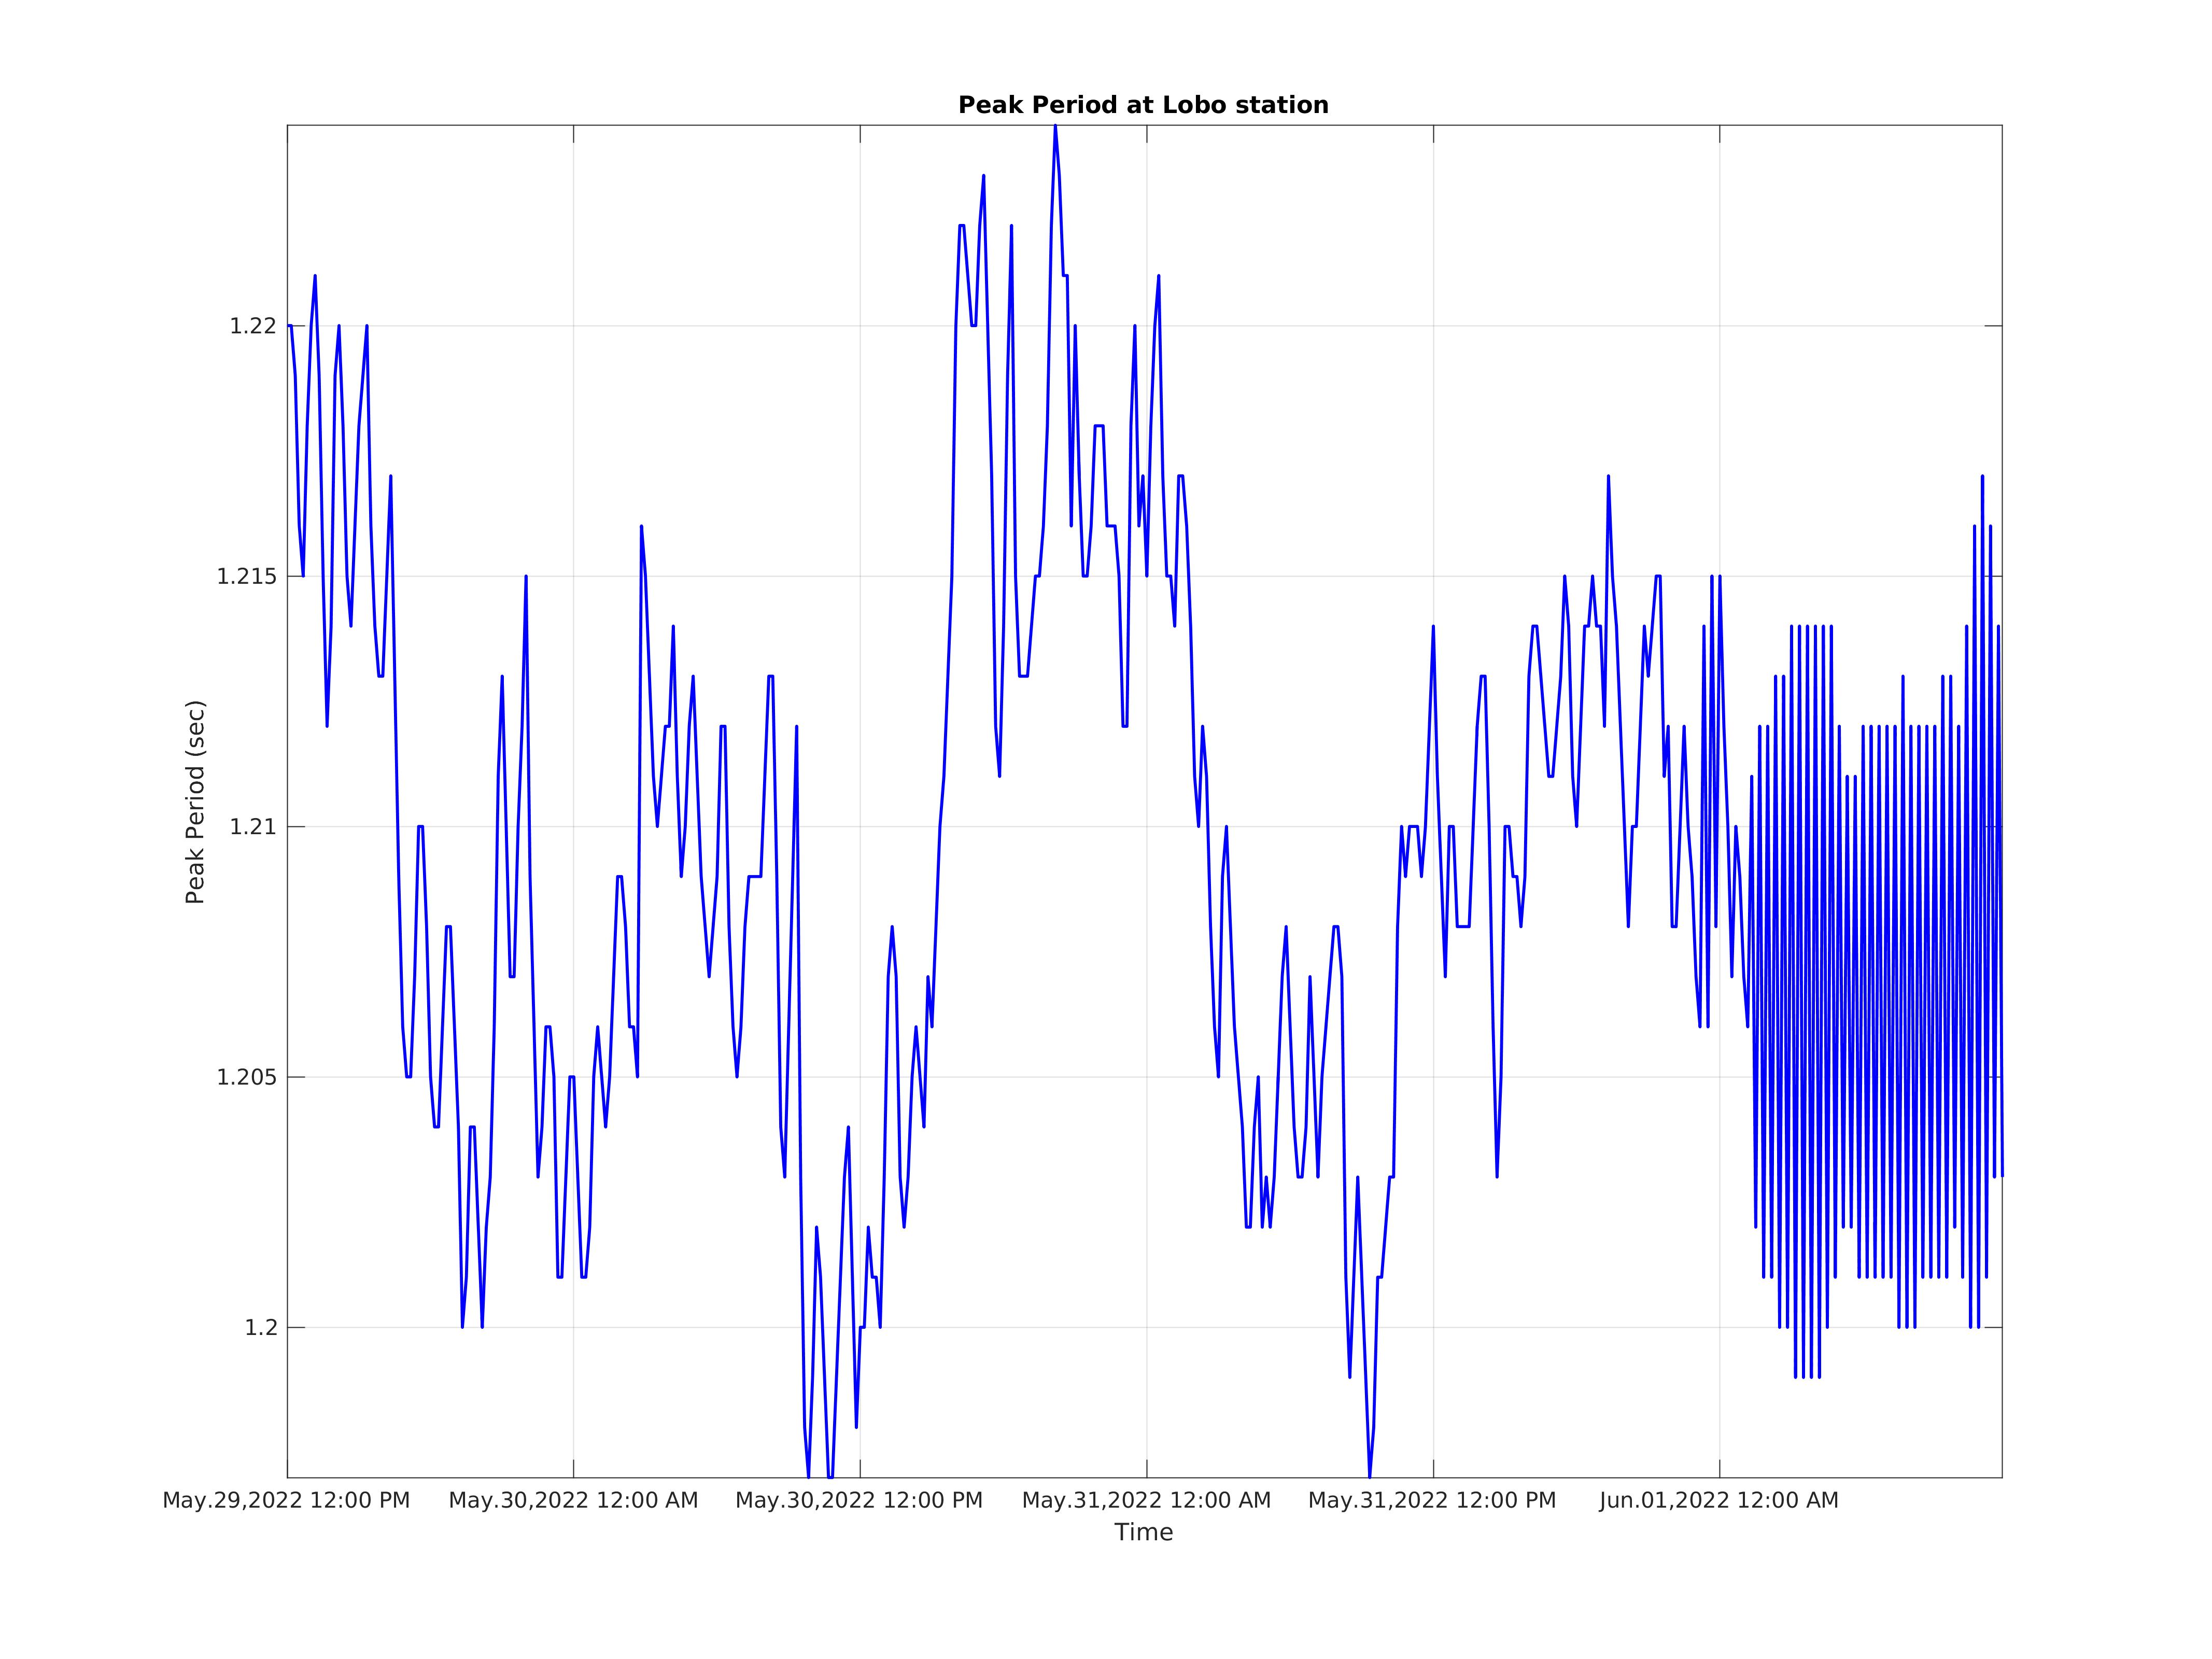 Peak Period at Lobo station
Peak Period (sec)
1.22
1.215
1.21
1.205
1.2
May.29,2022 12:00 PM May.30,2022 12:00 AM May.30,2022 12:00 PM May.31,2022 12:00 AM May.31,2022 12:00 PM Jun.01,2022 12:00 AM
Time